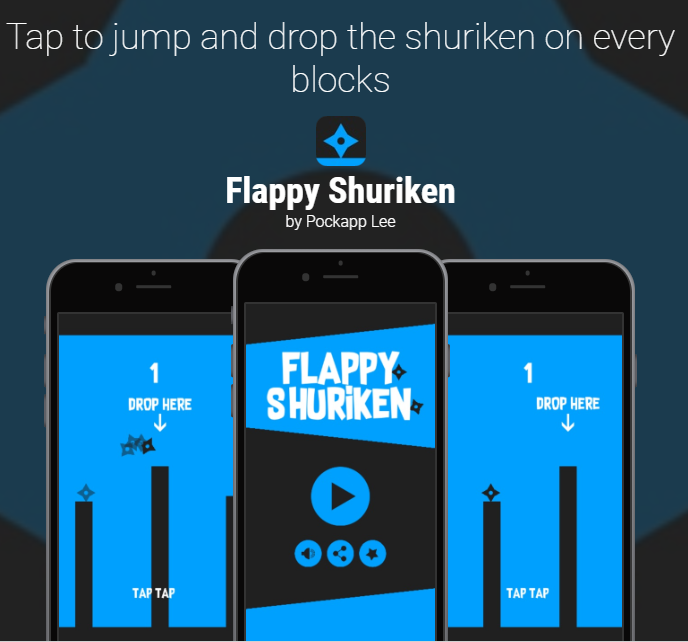 Tap to jump and drop the shuriken on every
blocks
Flappy Shuriken
by Pockapp Lee
1
DROP HERE
TAP TAP
FLAPPY
SHURiKEN
1
DROP HERE
TAP TAP